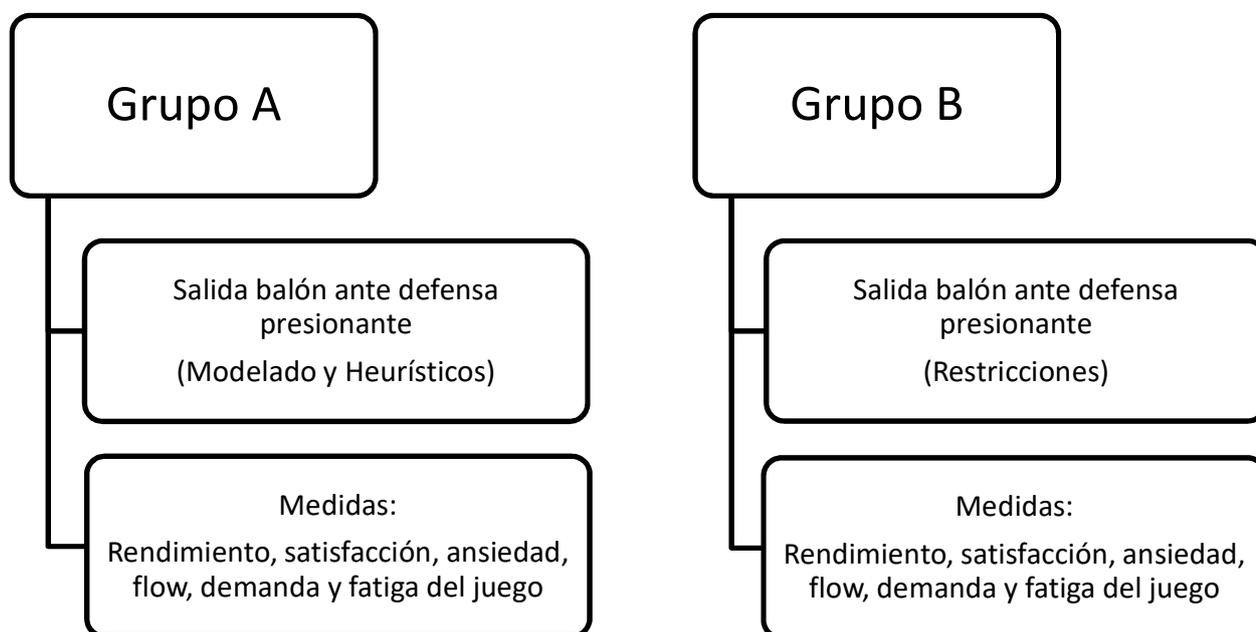 Grupo A
Salida balón ante defensa
presionante
(Modelado y Heurísticos)
Medidas:
Rendimiento, satisfacción, ansiedad,
flow, demanda y fatiga del juego
Grupo B
Salida balón ante defensa
presionante
(Restricciones)
Medidas:
Rendimiento, satisfacción, ansiedad,
flow, demanda y fatiga del juego